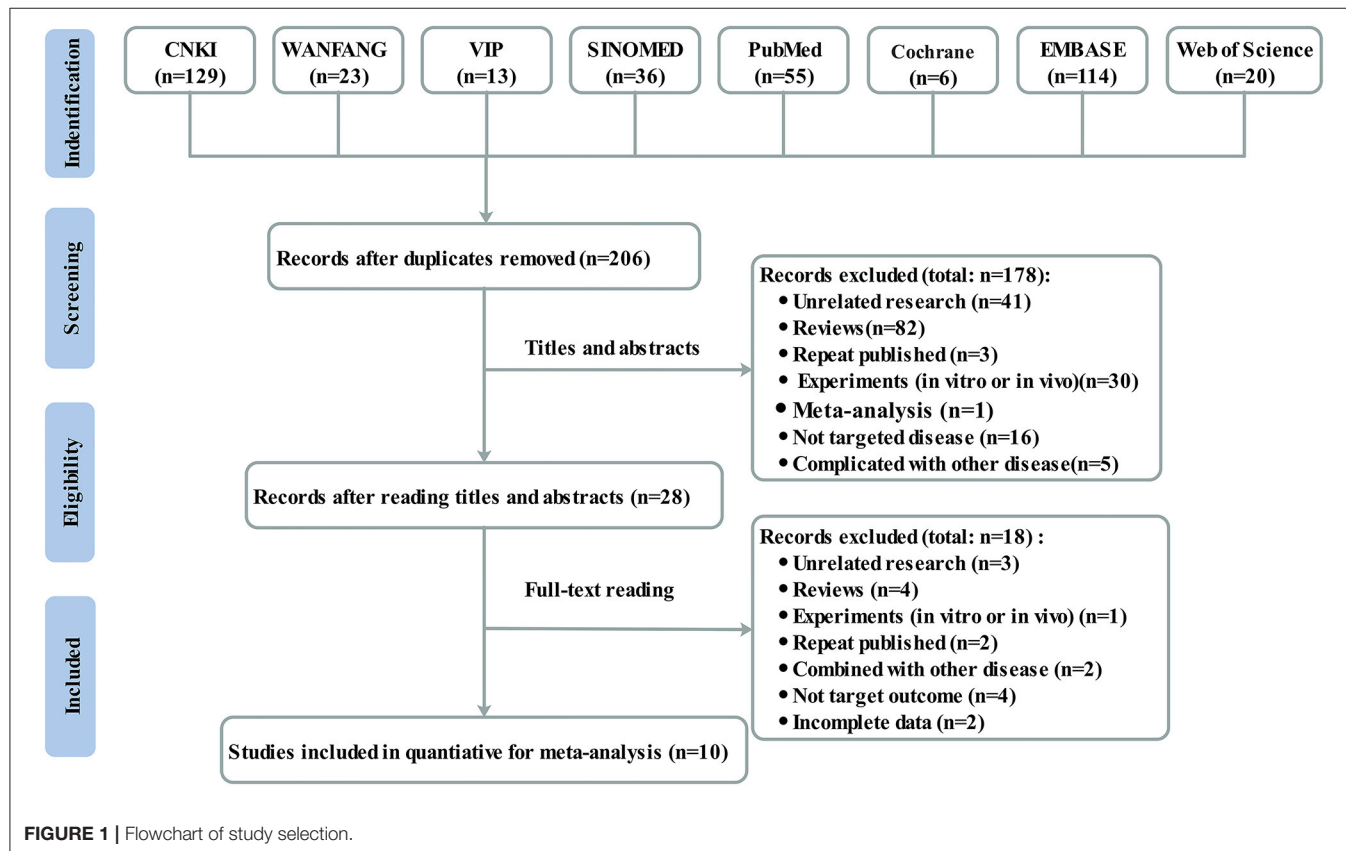 Indentification
CNKI
(n=129)
WANFANG
(n=23)
VIP
(n=13)
SINOMED
(n=36)
PubMed
(n=55)
Cochrane
(n=6)
EMBASE
(n=114)
Web of Science
(n=20)
Screening
Records after duplicates removed (n=206)
Titles and abstracts
Records excluded (total: n=178):
• Unrelated research (n=41)
• Reviews(n=82)
• Repeat published (n=3)
• Experiments (in vitro or in vivo)(n=30)
• Meta-analysis (n=1)
• Not targeted disease (n=16)
• Complicated with other disease(n=5)
Eligibility
Records after reading titles and abstracts (n=28)
Full-text reading
Records excluded (total: n=18) :
• Unrelated research (n=3)
• Reviews (n=4)
• Experiments (in vitro or in vivo) (n=1)
• Repeat published (n=2)
• Combined with other disease (n=2)
• Not target outcome (n=4)
• Incomplete data (n=2)
Included
Studies included in quantiative for meta-analysis (n=10)
FIGURE 1 | Flowchart of study selection.